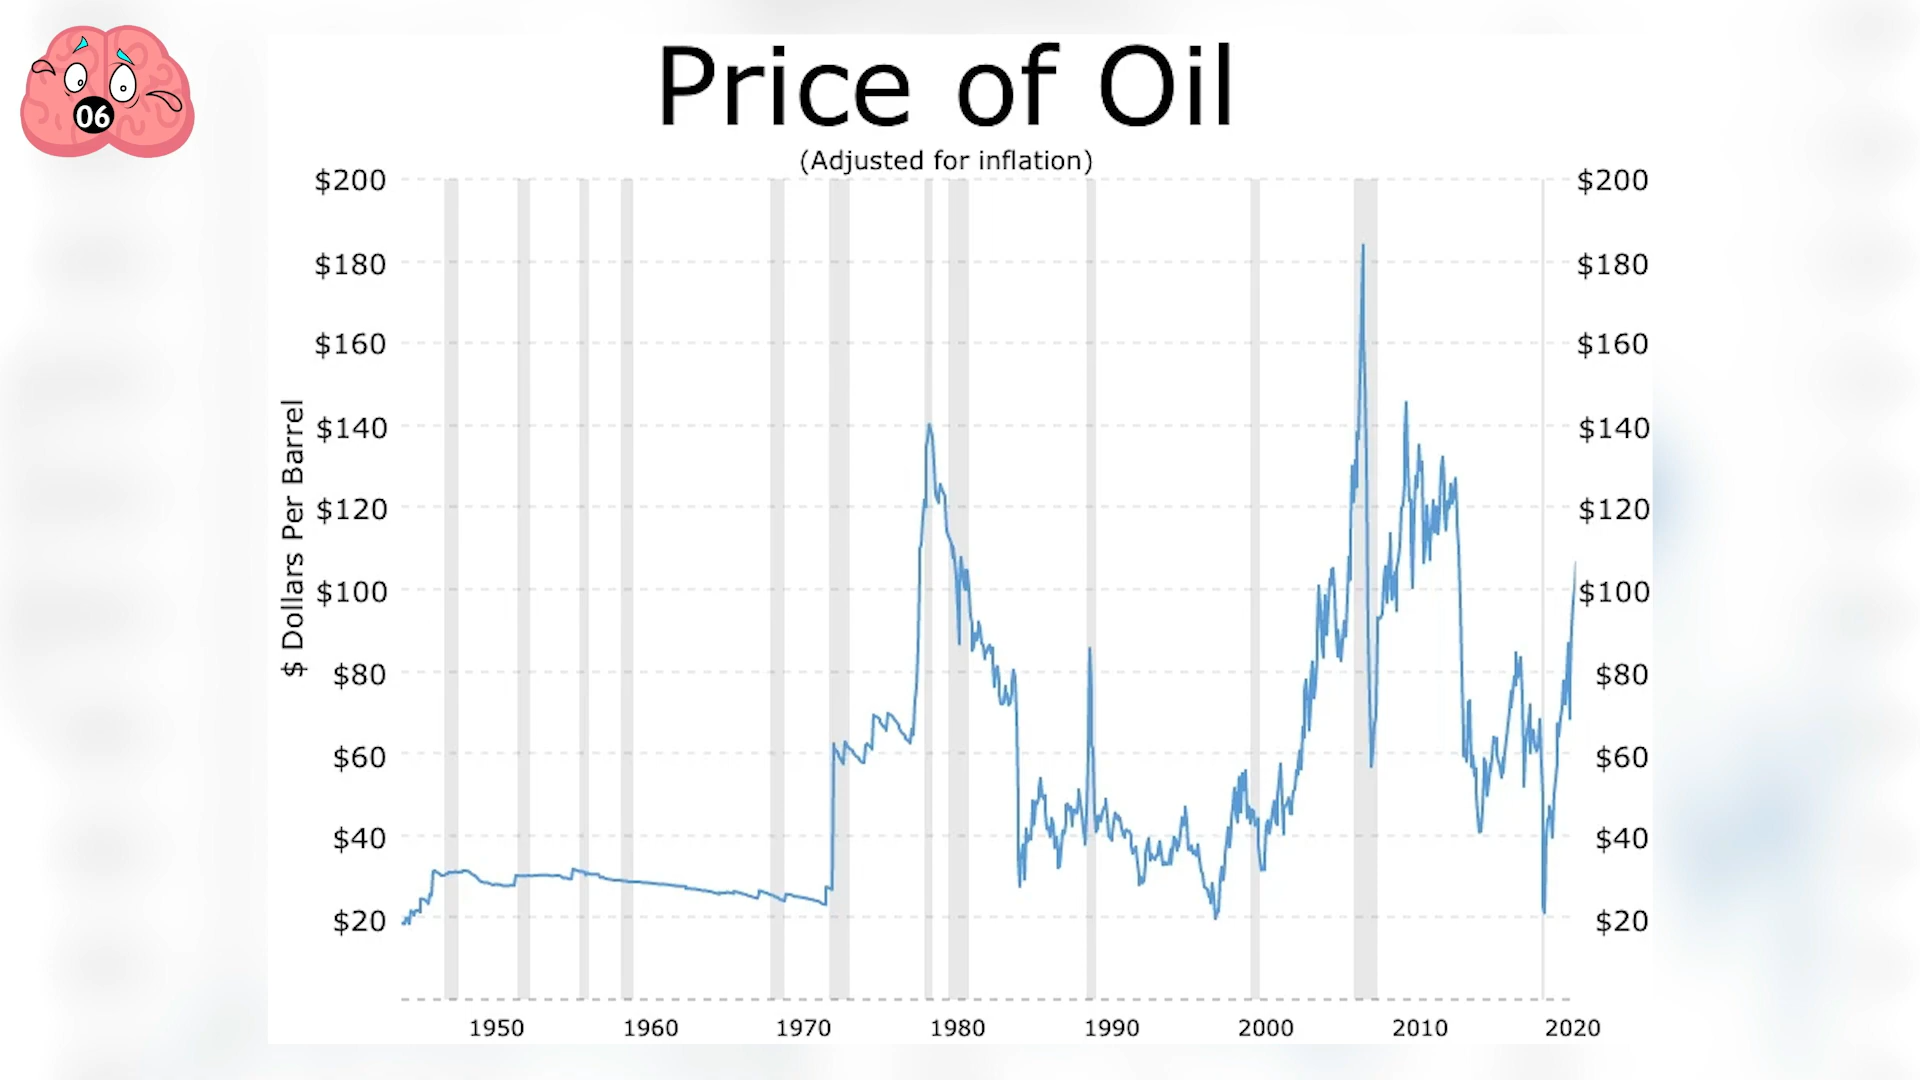 06
Price of Oil
(Adjusted for inflation)
$ Dollars Per Barrel
$200 $200
$180 $180
$160 $160
$140 $140
$120 $120
$100 $100
$80 $80
$60 $60
$40 $40
$20 $20
1950 1960 1970 1980 1990 2000 2010 2020